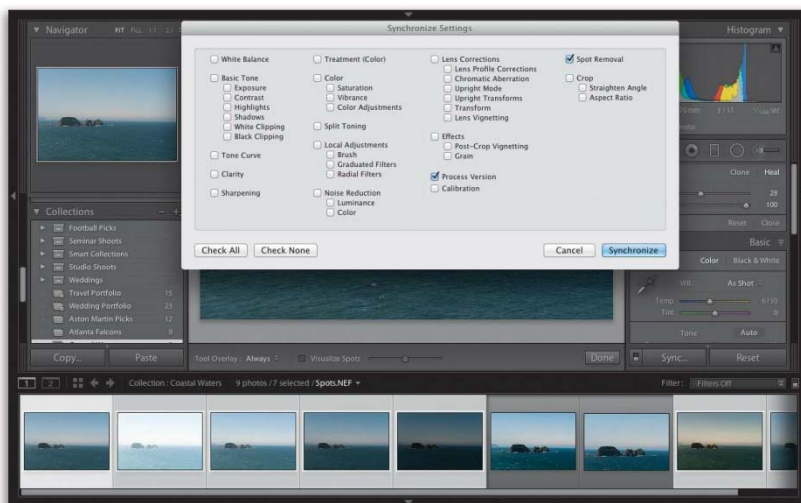 Synchronize Settings
Navigator FIT FILL 1:1
Histogram
White Balance
Basic Tone
Exposure
Contrast
Highlights
Shadows
White Clipping
Black Clipping
Tone Curve
Clarity
Sharpening
Treatment (Color)
Color
Saturation
Vibrance
Color Adjustments
Split Toning
Local Adjustments
Brush
Graduated Filters
Radial Filters
Noise Reduction
Luminance
Color
Lens Corrections
Lens Profile Corrections
Chromatic Aberration
Upright Mode
Upright Transforms
Transform
Lens Vignetting
Effects
Post-Crop Vignetting
Grain
Process Version
Calibration
Spot Removal
Crop
Straighten Angle
Aspect Ratio
Check All Check None Cancel Synchronize
Clone Heal
28
100
Reset Close
Basic
Color Black & White
WB: As Shot
Temp 6150
Tint 0
Tone Auto
Collections
Football Picks
Seminar Shoots
Smart Collections
Studio Shoots
Weddings
Travel Portfolio 15
Wedding Portfolio 23
Aston Martin Picks 12
Atlanta Falcons 9
Copy... Paste
Tool Overlay: Always Visualize Spots Done
Sync... Reset
1 2 Collection : Coastal Waters 9 photos / 7 selected / Spots.NEF Filter: Filters Off